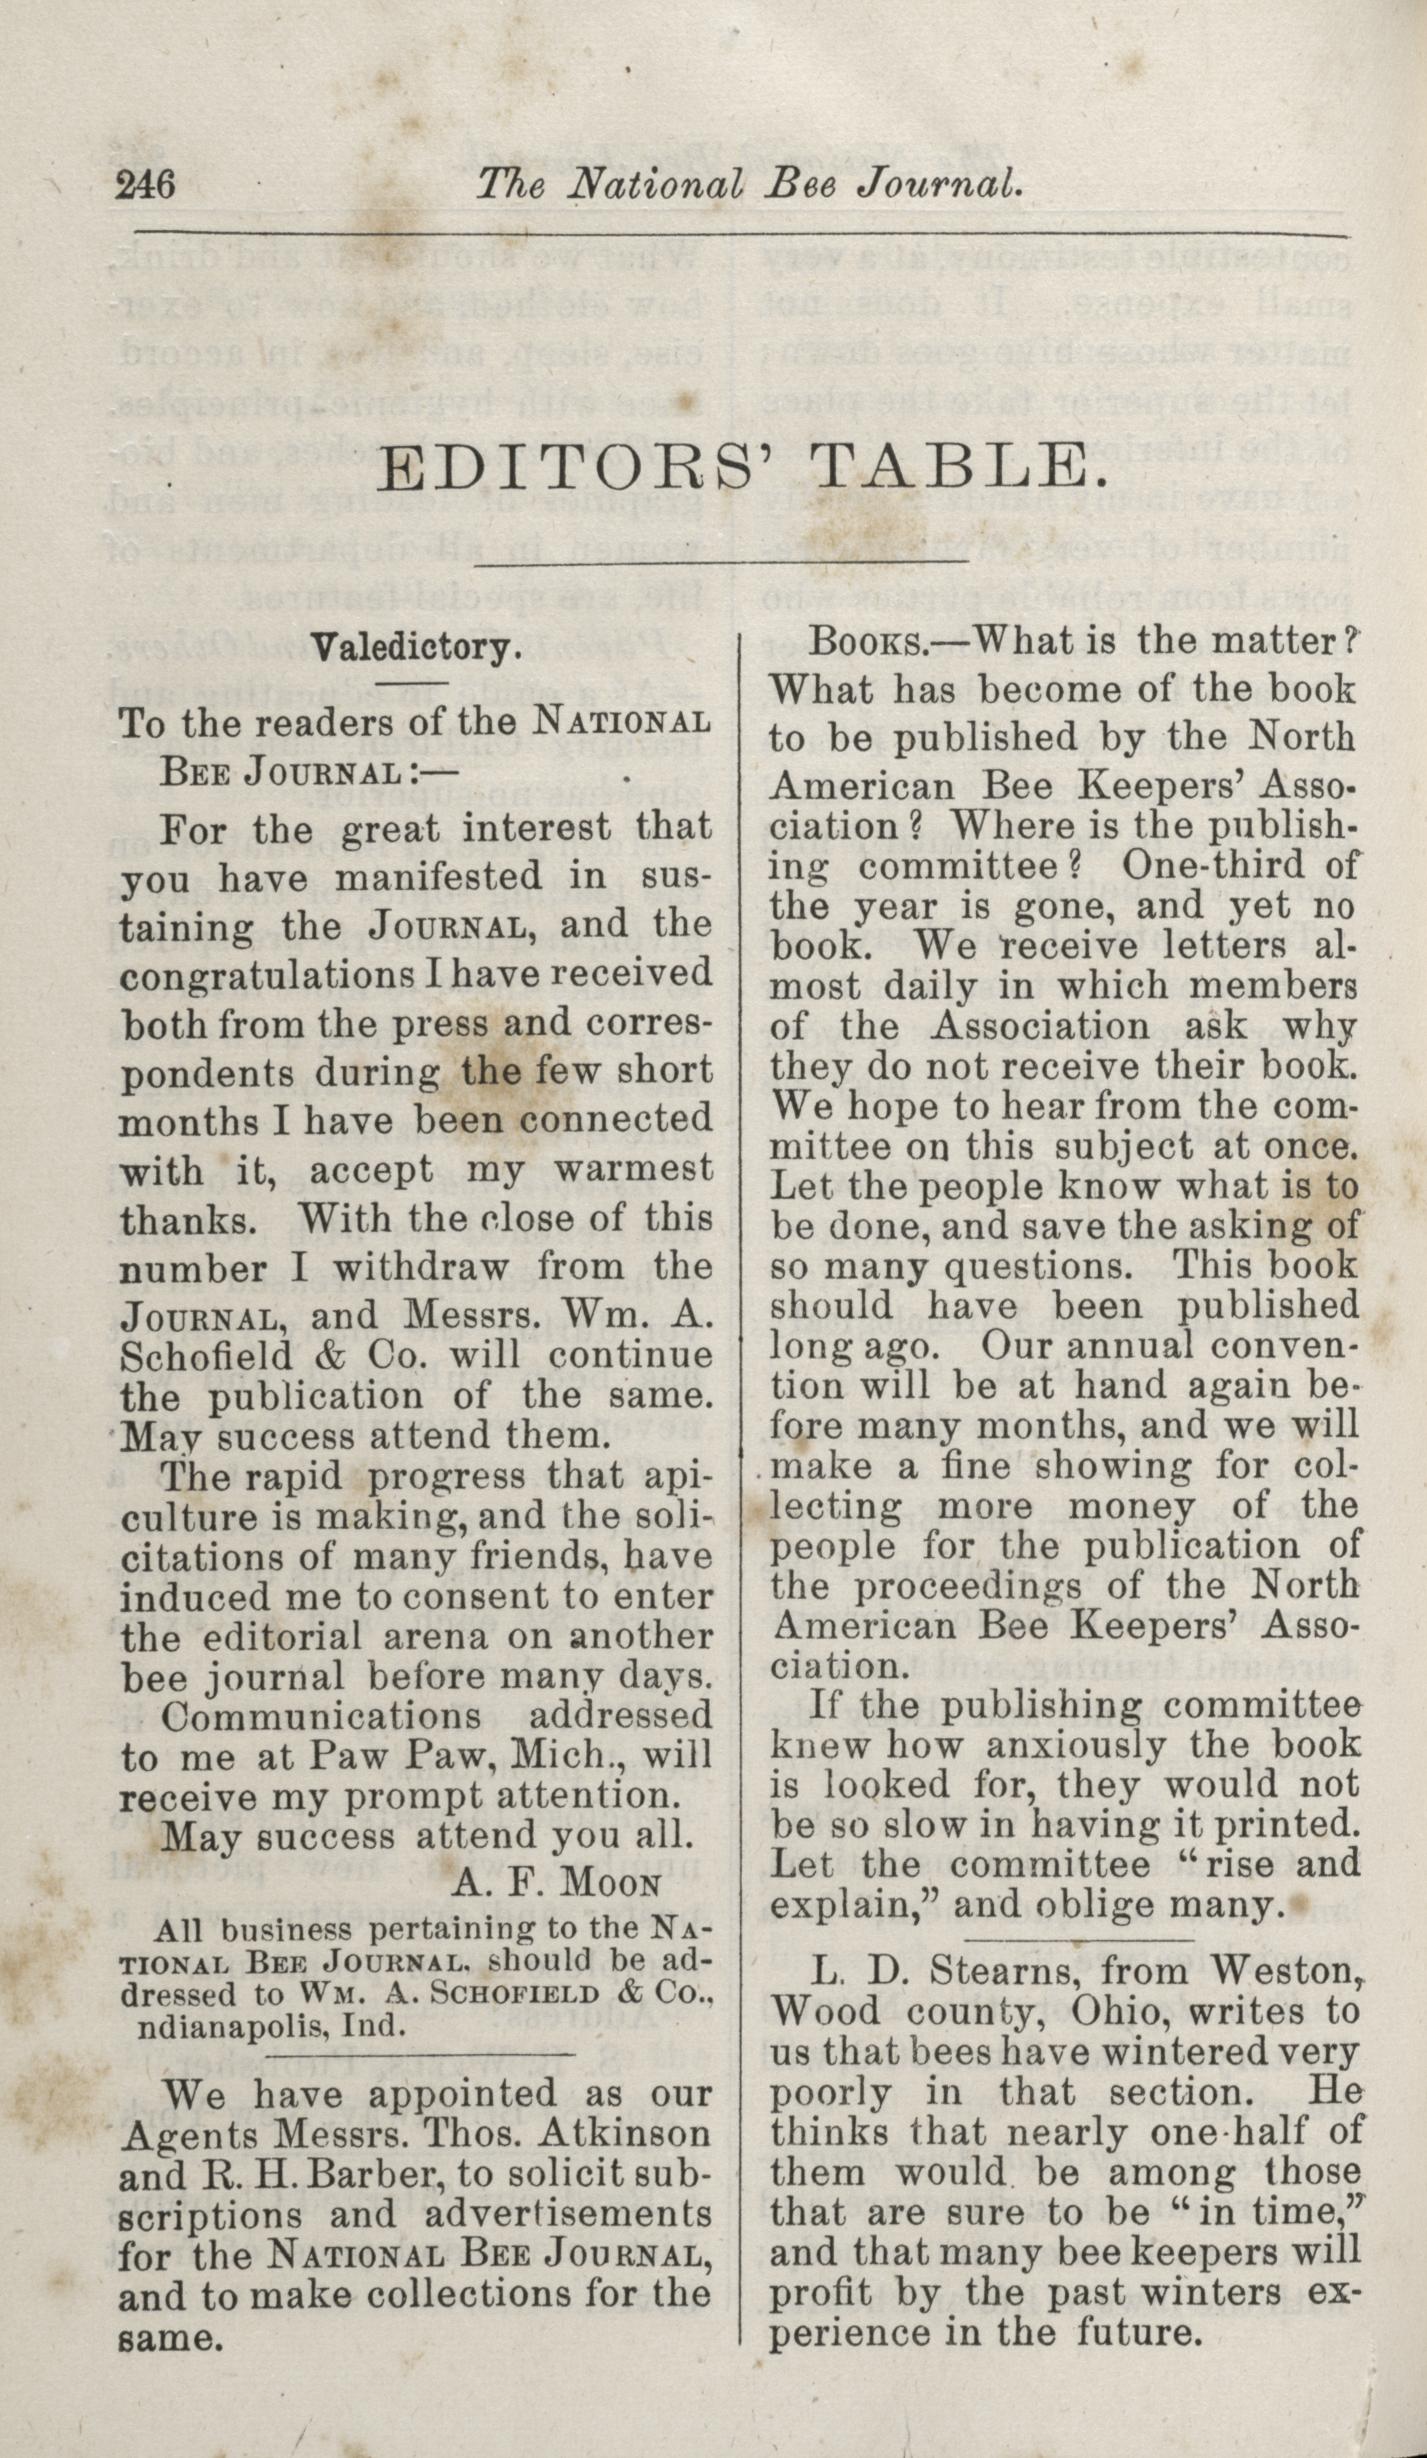 246
The National Bee Journal.
EDITORS' TABLE.
Valedictory.
To the readers of the NATIONAL
BEE JOURNAL:—
For the great interest that
you have manifested in sus-
taining the JOURNAL, and the
congratulations I have received
both from the press and corres-
pondents during the few short
months I have been connected
with it, accept my warmest
thanks. With the close of this
number I withdraw from the
JOURNAL, and Messrs. Wm. A.
Schofield & Co. will continue
the publication of the same.
May success attend them.
The rapid progress that api-
culture is making, and the soli-
citations of many friends, have
induced me to consent to enter
the editorial arena on another
bee journal before many days.
Communications addressed
to me at Paw Paw, Mich., will
receive my prompt attention.
May success attend you all.
A. F. MOON
All business pertaining to the NA-
TIONAL BEE JOURNAL. should be ad-
dressed to WM. A. SCHOFIELD & CO.,
ndianapolis, Ind.
We have appointed as our
Agents Messrs. Thos. Atkinson
and R. H. Barber, to solicit sub-
scriptions and advertisements
for the NATIONAL BEE JOURNAL,
and to make collections for the
same.
BOOKS.—What is the matter?
What has become of the book
to be published by the North
American Bee Keepers' Asso-
ciation? Where is the publish-
ing committee? One-third of
the year is gone, and yet no
book. We receive letters al-
most daily in which members
of the Association ask why
they do not receive their book.
We hope to hear from the com-
mittee on this subject at once.
Let the people know what is to
be done, and save the asking of
so many questions. This book
should have been published
long ago. Our annual conven-
tion will be at hand again be-
fore many months, and we will
make a fine showing for col-
lecting more money of the
people for the publication of
the proceedings of the North
American Bee Keepers' Asso-
ciation.
If the publishing committee
knew how anxiously the book
is looked for, they would not
be so slow in having it printed.
Let the committee "rise and
explain," and oblige many.
L. D. Stearns, from Weston,
Wood county, Ohio, writes to
us that bees have wintered very
poorly in that section. He
thinks that nearly one-half of
them would be among those
that are sure to be "in time,"
and that many bee keepers will
profit by the past winters ex-
perience in the future.